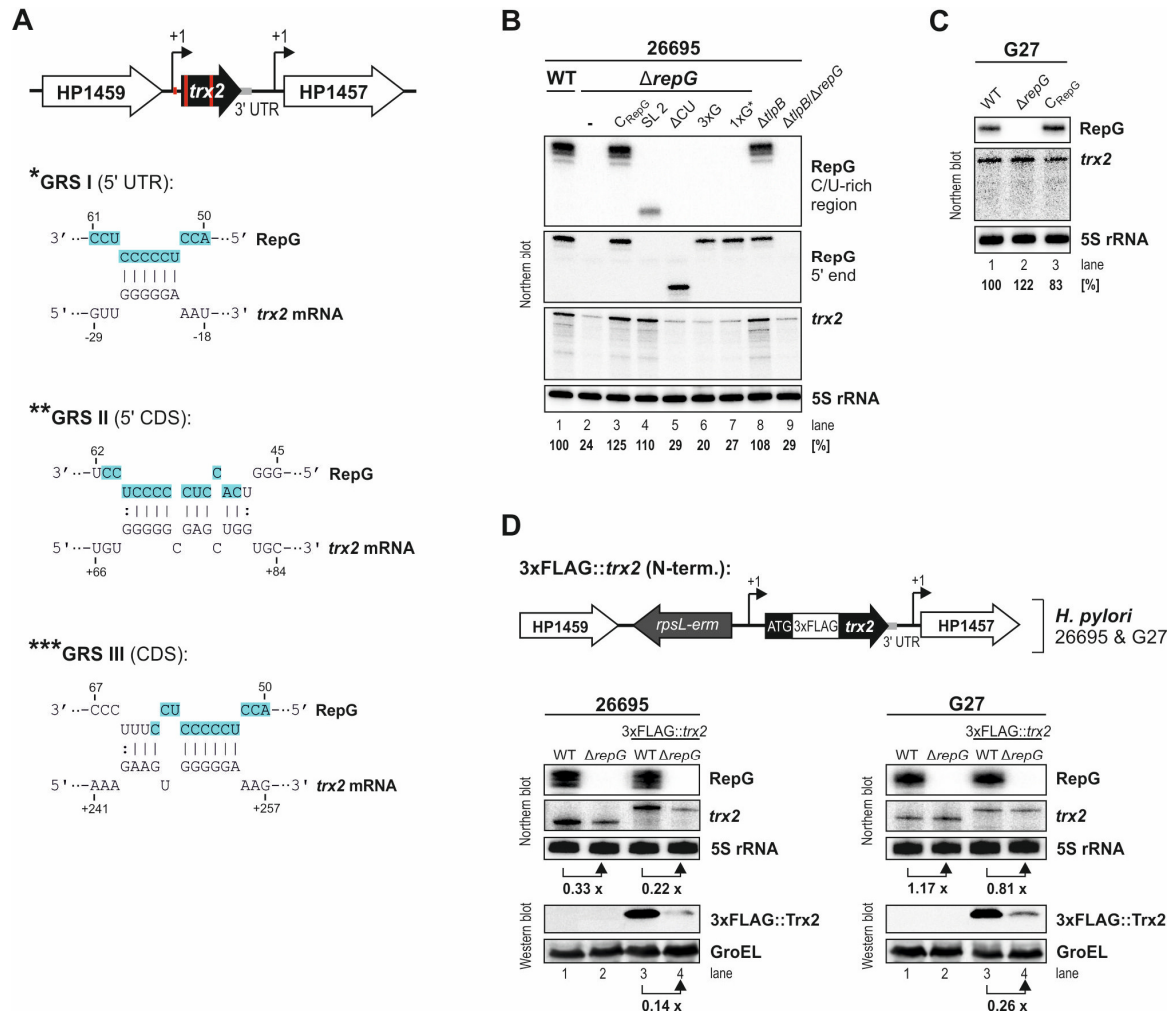 A
+1
+1
HP1459
trx2
3' UTR
HP1457
*GRS I (5' UTR):
61 50
3'··–CCU CCA–··5' RepG
CCCCCU
| | | | | |
GGGGGA
5'··–GUU AAU–··3' trx2 mRNA
-29 -18
**GRS II (5' CDS):
62 45
3'··–UCC C GGG–··5' RepG
UCCCC CUC ACU
: | | | | | | | | | :
GGGGG GAG UGG
5'··–UGU C C UGC–··3' trx2 mRNA
+66 +84
***GRS III (CDS):
67 50
3'··–CCC CU CCA–··5' RepG
UUUC CCCCCU
: | | | | | | | | |
GAAG GGGGGA
5'··–AAA U AAG–··3' trx2 mRNA
+241 +257
B
26695
WT ΔrepG
- CRepG SL 2 ΔCU 3xG 1xG* ΔtlpB ΔtlpB/ΔrepG
Northern blot
RepG
C/U-rich
region
RepG
5' end
trx2
5S rRNA
1 2 3 4 5 6 7 8 9 lane
100 24 125 110 29 20 27 108 29 [%]
C
G27
WT ΔrepG CRepG
Northern blot
RepG
trx2
5S rRNA
1 2 3 lane
100 122 83 [%]
D
3xFLAG::trx2 (N-term.):
+1
+1
HP1459
rpsL-erm
ATG 3xFLAG trx2
3' UTR
HP1457
H. pylori
26695 & G27
26695
3xFLAG::trx2
WT ΔrepG WT ΔrepG
Northern blot
RepG
trx2
5S rRNA
0.33 x 0.22 x
Western blot
3xFLAG::Trx2
GroEL
1 2 3 4 lane
0.14 x
G27
3xFLAG::trx2
WT ΔrepG WT ΔrepG
Northern blot
RepG
trx2
5S rRNA
1.17 x 0.81 x
Western blot
3xFLAG::Trx2
GroEL
1 2 3 4 lane
0.26 x